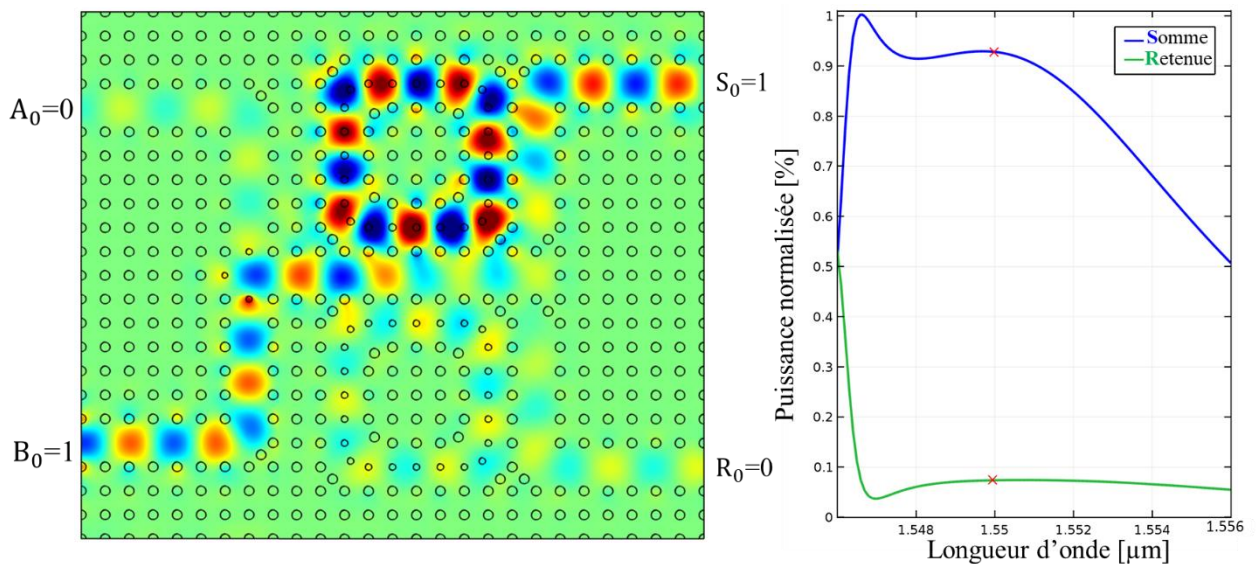 A₀=0
B₀=1
S₀=1
R₀=0
Puissance normalisée [%]
1
0.9
0.8
0.7
0.6
0.5
0.4
0.3
0.2
0.1
0
Somme
Retenue
1.548
1.55
1.552
1.554
1.556
Longueur d'onde [µm]